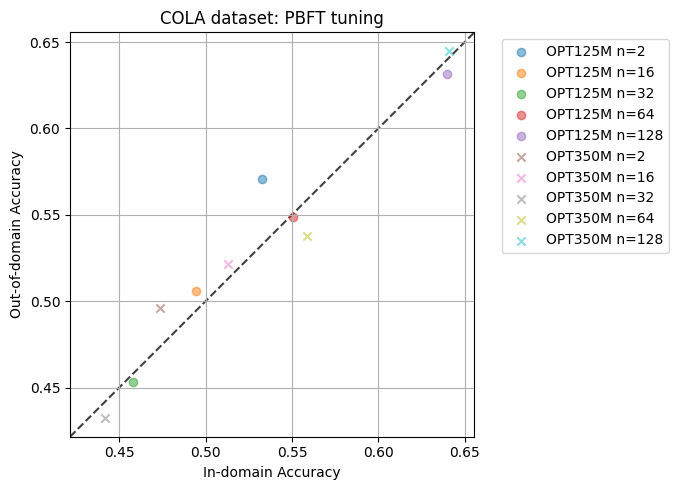 COLA dataset: PBFT tuning
0.65
0.60
0.55
0.50
0.45
Out-of-domain Accuracy
0.45
0.50
0.55
0.60
0.65
In-domain Accuracy
OPT125M n=2
OPT125M n=16
OPT125M n=32
OPT125M n=64
OPT125M n=128
OPT350M n=2
OPT350M n=16
OPT350M n=32
OPT350M n=64
OPT350M n=128